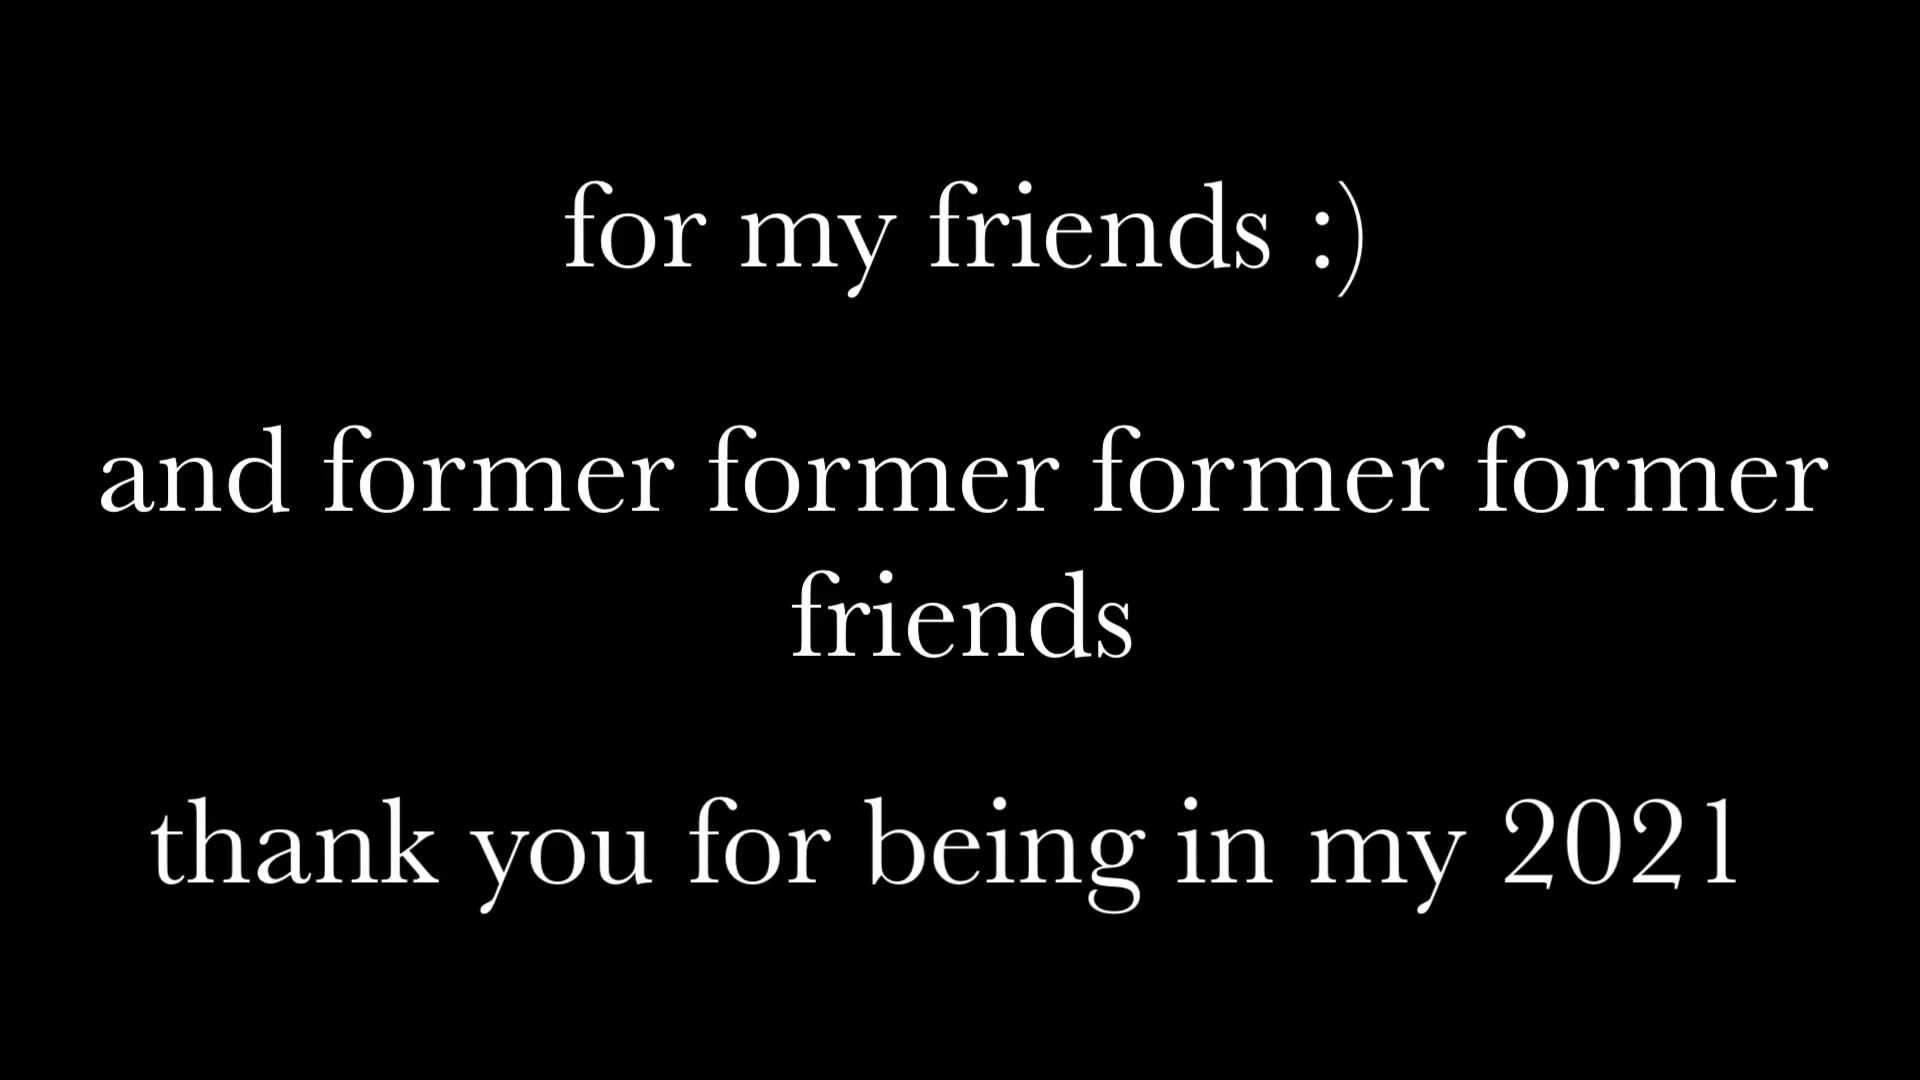 for my friends :)
and former former former former
friends
thank you for being in my 2021